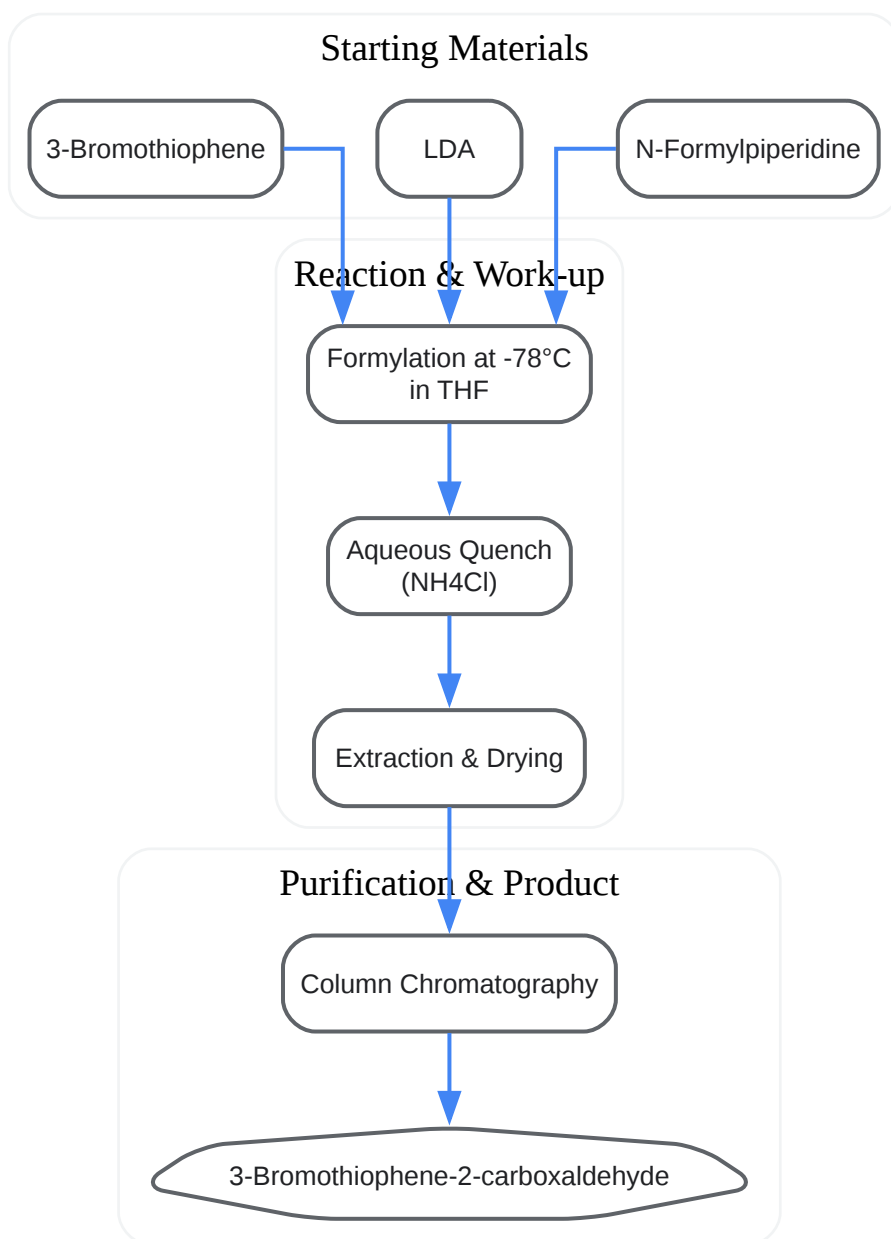 Starting Materials
3-Bromothiophene
LDA
N-Formylpiperidine
Reaction & Work-up
Formylation at -78°C
in THF
Aqueous Quench
(NH4Cl)
Extraction & Drying
Purification & Product
Column Chromatography
3-Bromothiophene-2-carboxaldehyde